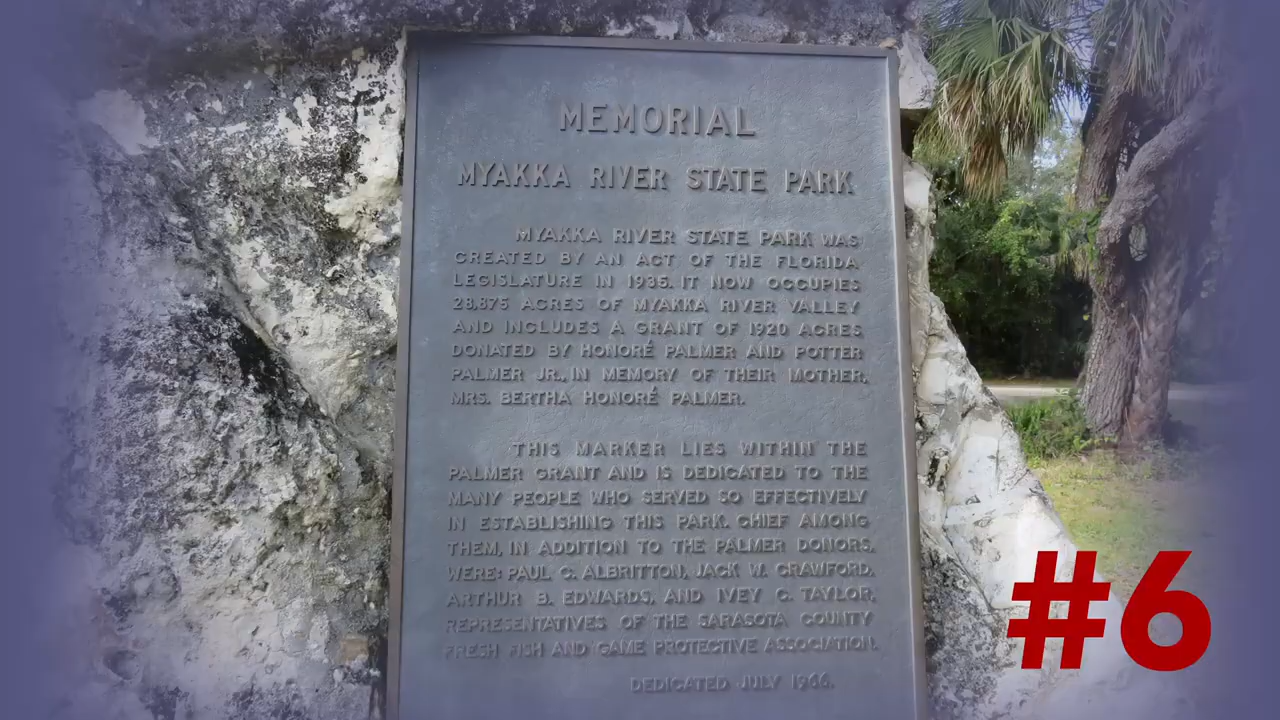 MEMORIAL
MYAKKA RIVER STATE PARK
MYAKKA RIVER STATE PARK WAS
CREATED BY AN ACT OF THE FLORIDA
LEGISLATURE IN 1935. IT NOW OCCUPIES
28,875 ACRES OF MYAKKA RIVER VALLEY
AND INCLUDES A GRANT OF 1920 ACRES
DONATED BY HONORÉ PALMER AND POTTER
PALMER JR., IN MEMORY OF THEIR MOTHER,
MRS. BERTHA HONORÉ PALMER.
THIS MARKER LIES WITHIN THE
PALMER GRANT AND IS DEDICATED TO THE
MANY PEOPLE WHO SERVED SO EFFECTIVELY
IN ESTABLISHING THIS PARK. CHIEF AMONG
THEM, IN ADDITION TO THE PALMER DONORS,
WERE: PAUL C. ALBRITTON, JACK W. CRAWFORD,
ARTHUR B. EDWARDS, AND IVEY C. TAYLOR,
REPRESENTATIVES OF THE SARASOTA COUNTY
FRESH FISH AND GAME PROTECTIVE ASSOCIATION.
DEDICATED JULY 1966.
#6